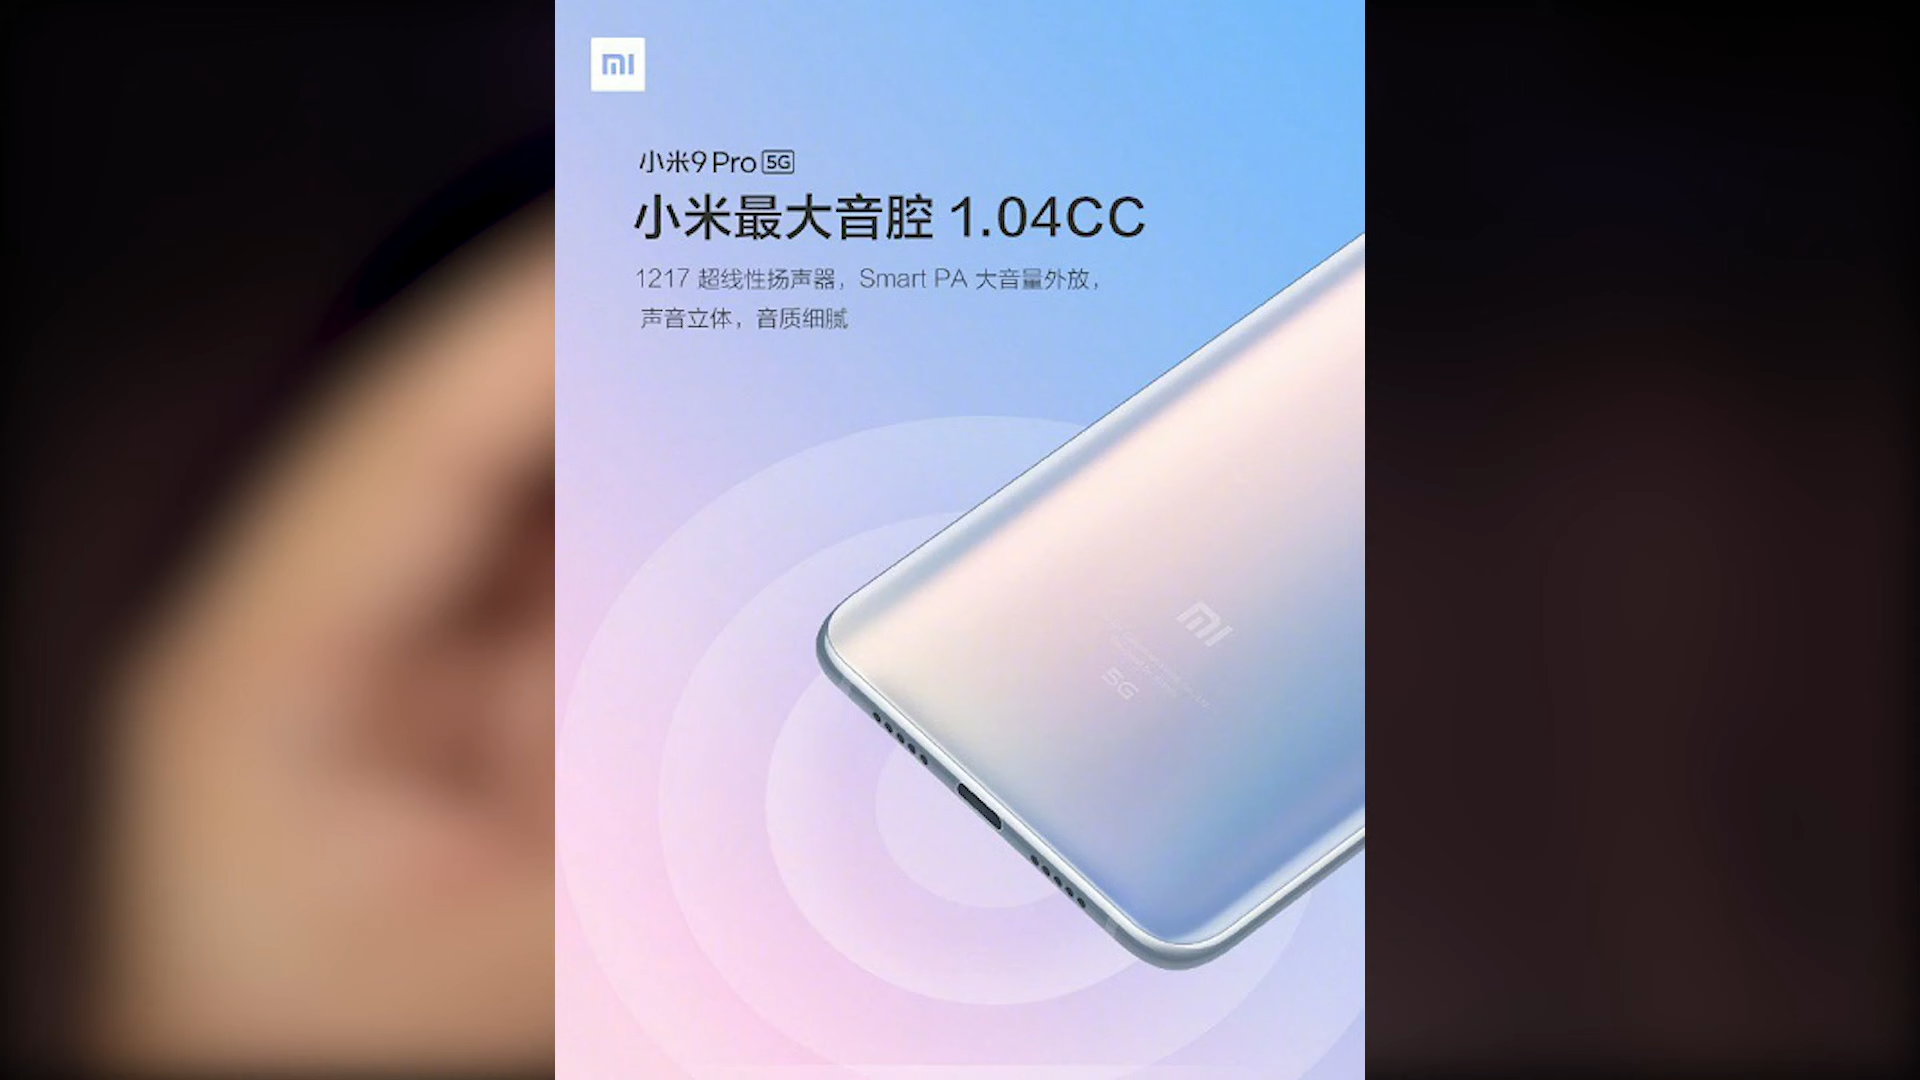 mi
小米9 Pro 5G
小米最大音腔 1.04CC
1217 超线性扬声器，Smart PA 大音量外放，
声音立体，音质细腻
mi
5G